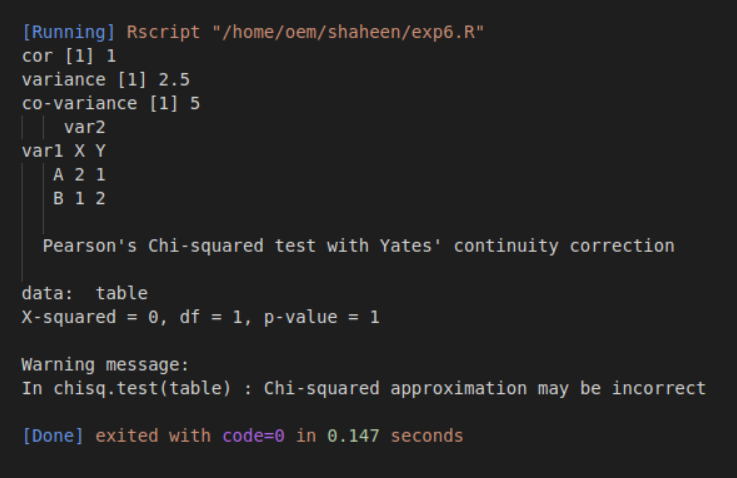 [Running] Rscript "/home/oem/shaheen/exp6.R"
cor [1] 1
variance [1] 2.5
co-variance [1] 5
    var2
var1 X Y
   A 2 1
   B 1 2

  Pearson's Chi-squared test with Yates' continuity correction

data:  table
X-squared = 0, df = 1, p-value = 1

Warning message:
In chisq.test(table) : Chi-squared approximation may be incorrect

[Done] exited with code=0 in 0.147 seconds